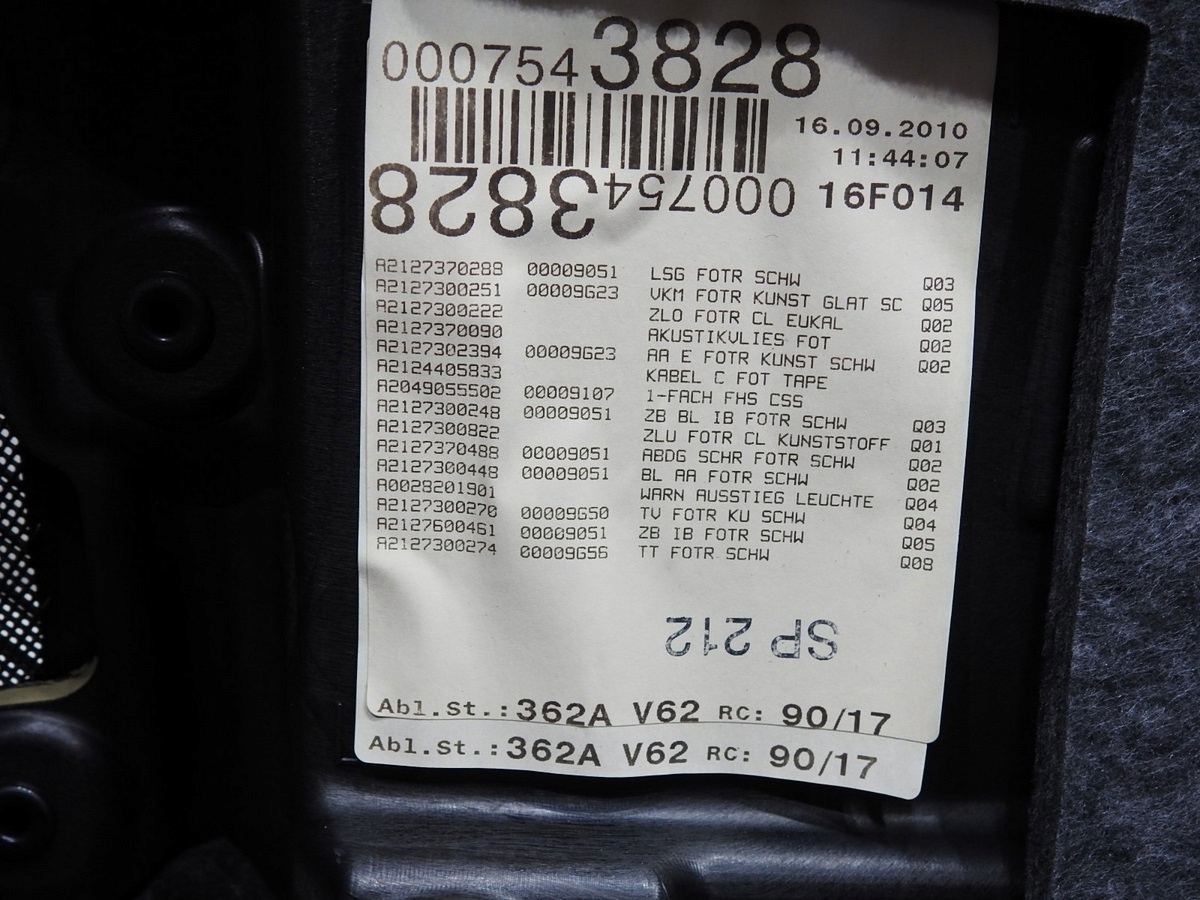 0007543828
16.09.2010
11:44:07
0007543828 16F014
A2127370288 00009051 LSG FOTR SCHW Q03
A2127300251 00009623 VKM FOTR KUNST GLAT SC Q05
A2127300222 ZLO FOTR CL EUKAL Q02
A2127370090 AKUSTIKVLIES FOT Q02
A2127302394 00009623 AA E FOTR KUNST SCHW Q02
A2124405833 KABEL C FOT TAPE
A2049055502 00009107 1-FACH FHS CSS
A2127300248 00009051 ZB BL IB FOTR SCHW Q03
A2127300822 ZLU FOTR CL KUNSTSTOFF Q01
A2127370488 00009051 ABDG SCHR FOTR SCHW Q02
A2127300448 00009051 BL AA FOTR SCHW Q02
A0028201901 WARN AUSSTIEG LEUCHTE Q04
A2127300270 00009650 TV FOTR KU SCHW Q04
A2127600461 00009051 ZB IB FOTR SCHW Q05
A2127300274 00009656 TT FOTR SCHW Q08
SP 212
Abl.St.:362A V62 RC: 90/17
Abl.St.:362A V62 RC: 90/17